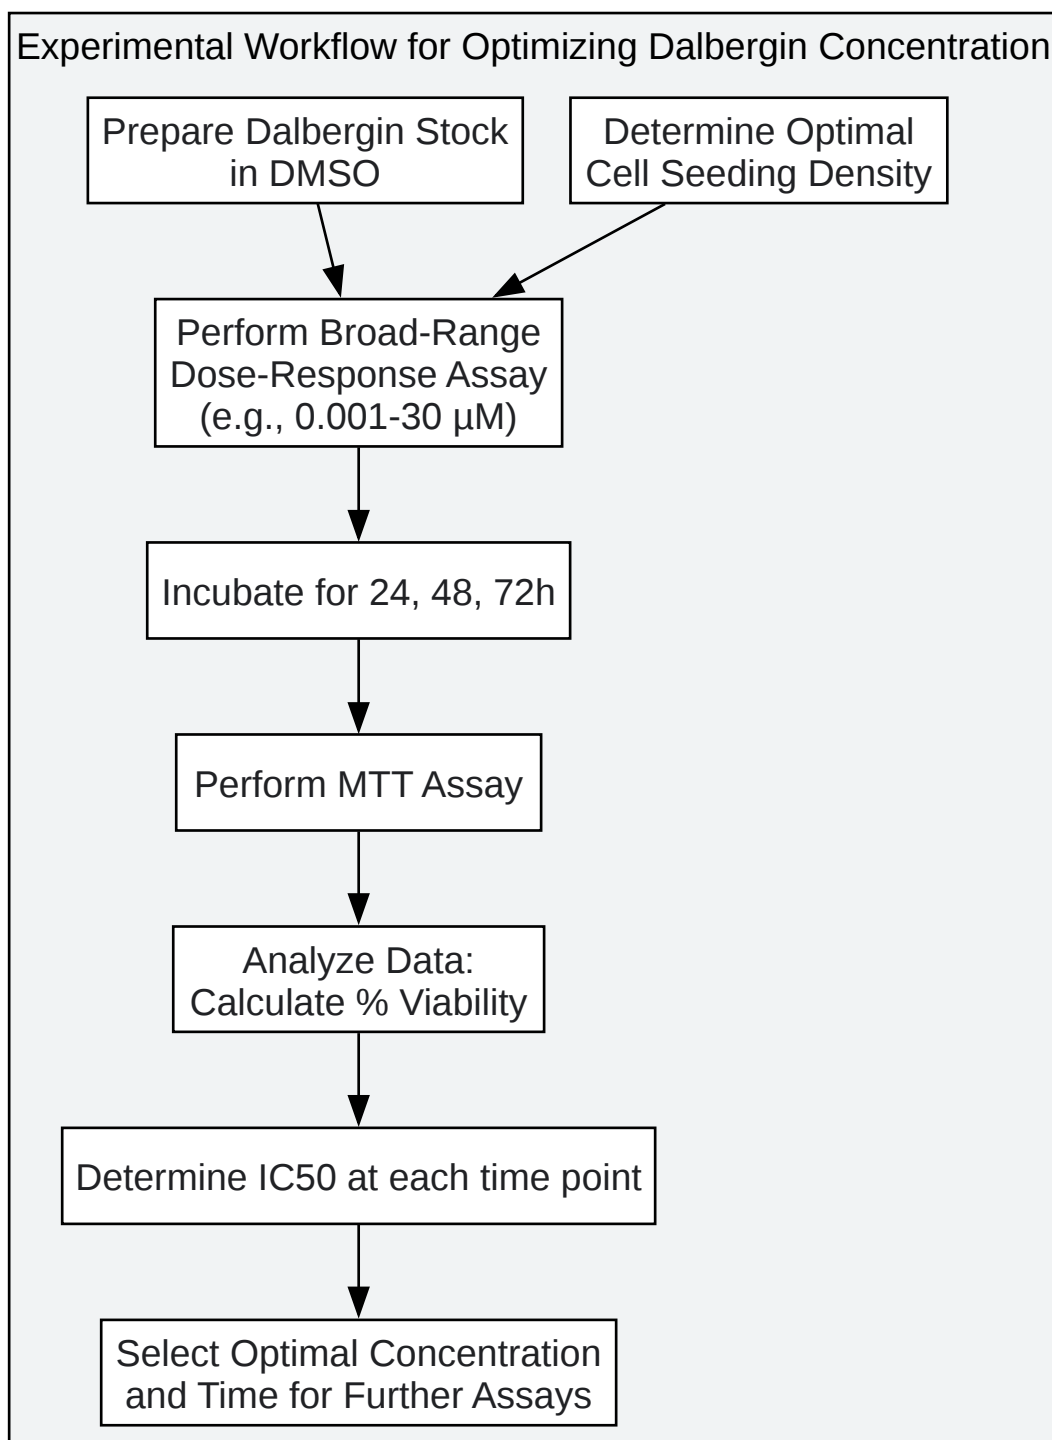 Experimental Workflow for Optimizing Dalbergin Concentration
Prepare Dalbergin Stock
in DMSO
Determine Optimal
Cell Seeding Density
Perform Broad-Range
Dose-Response Assay
(e.g., 0.001-30 µM)
Incubate for 24, 48, 72h
Perform MTT Assay
Analyze Data:
Calculate % Viability
Determine IC50 at each time point
Select Optimal Concentration
and Time for Further Assays